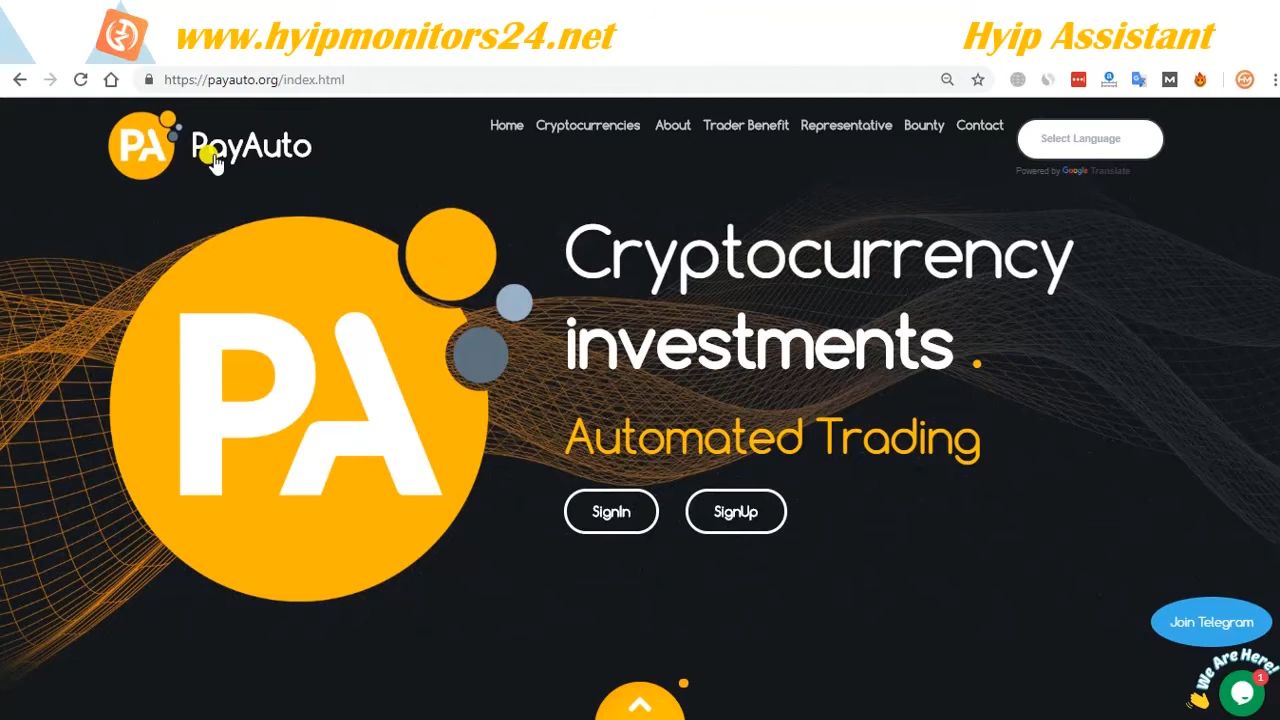 www.hyipmonitors24.net
Hyip Assistant
https://payauto.org/index.html
PA PayAuto
Home Cryptocurrencies About Trader Benefit Representative Bounty Contact
Select Language
Powered by Google Translate
PA
Cryptocurrency
investments .
Automated Trading
SignIn SignUp
Join Telegram
We Are Here!
1